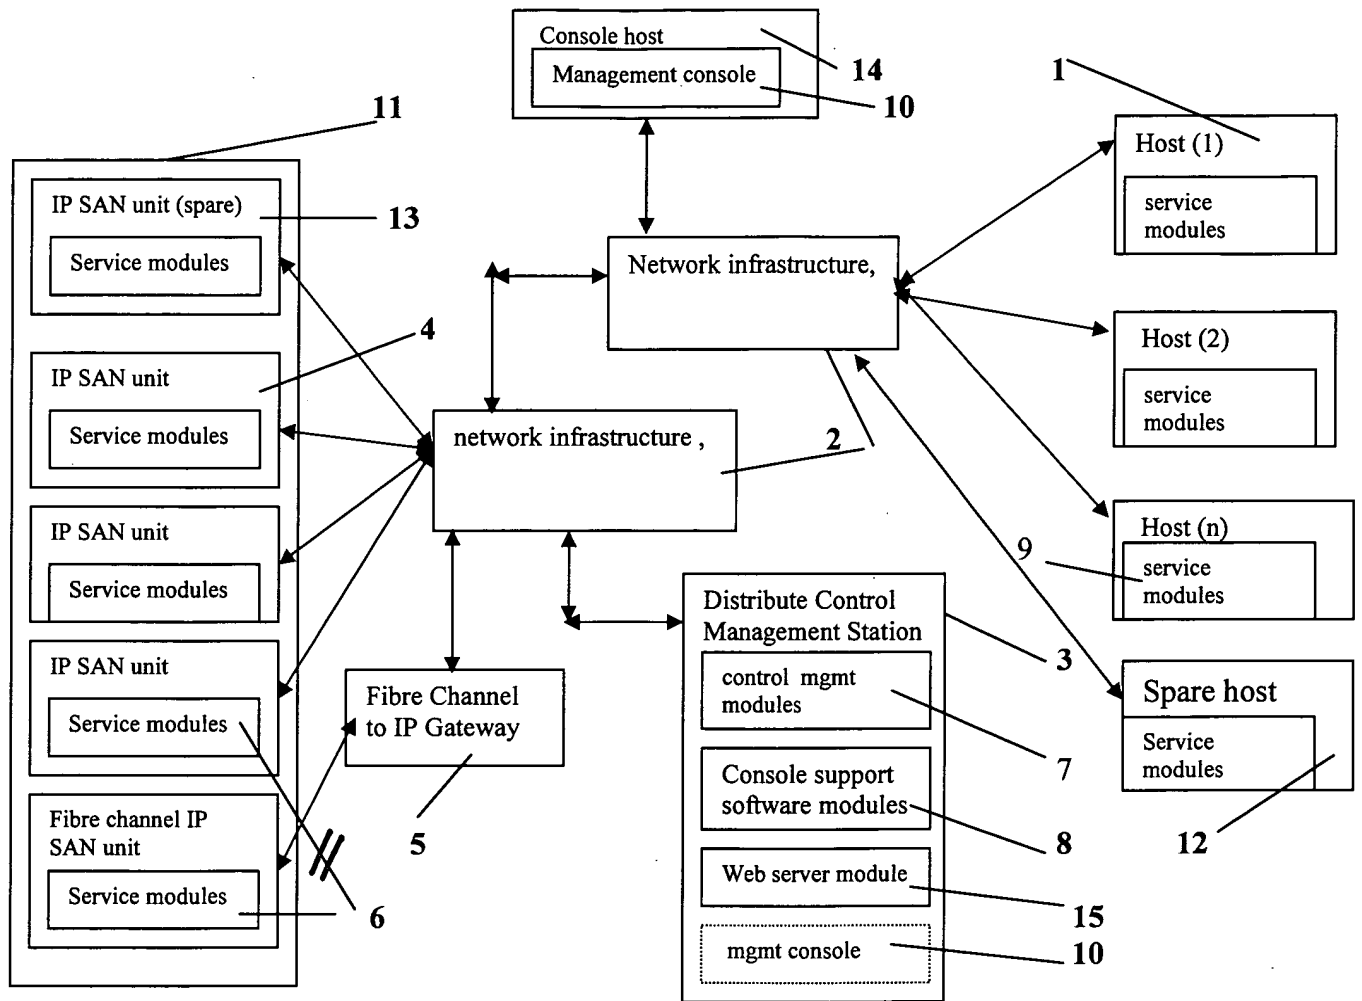 Console host
Management console
14
10
1
11
Host (1)
service
modules
IP SAN unit (spare)
13
Service modules
Network infrastructure,
4
Host (2)
service
modules
IP SAN unit
Service modules
network infrastructure ,
2
IP SAN unit
Service modules
Host (n)
9
service
modules
Distribute Control
Management Station
3
IP SAN unit
Service modules
Fibre Channel
to IP Gateway
5
control mgmt
modules
7
Spare host
Service
modules
12
Console support
software modules
8
Fibre channel IP
SAN unit
Service modules
6
Web server module
15
mgmt console
10